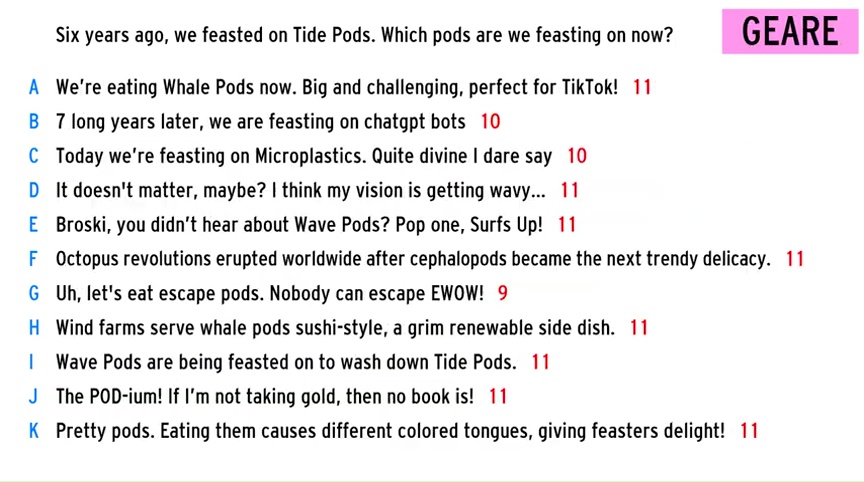 Six years ago, we feasted on Tide Pods. Which pods are we feasting on now?
GEARE
A We're eating Whale Pods now. Big and challenging, perfect for TikTok! 11
B 7 long years later, we are feasting on chatgpt bots 10
C Today we're feasting on Microplastics. Quite divine I dare say 10
D It doesn't matter, maybe? I think my vision is getting wavy... 11
E Broski, you didn't hear about Wave Pods? Pop one, Surfs Up! 11
F Octopus revolutions erupted worldwide after cephalopods became the next trendy delicacy. 11
G Uh, let's eat escape pods. Nobody can escape EWOW! 9
H Wind farms serve whale pods sushi-style, a grim renewable side dish. 11
I Wave Pods are being feasted on to wash down Tide Pods. 11
J The POD-ium! If I'm not taking gold, then no book is! 11
K Pretty pods. Eating them causes different colored tongues, giving feasters delight! 11